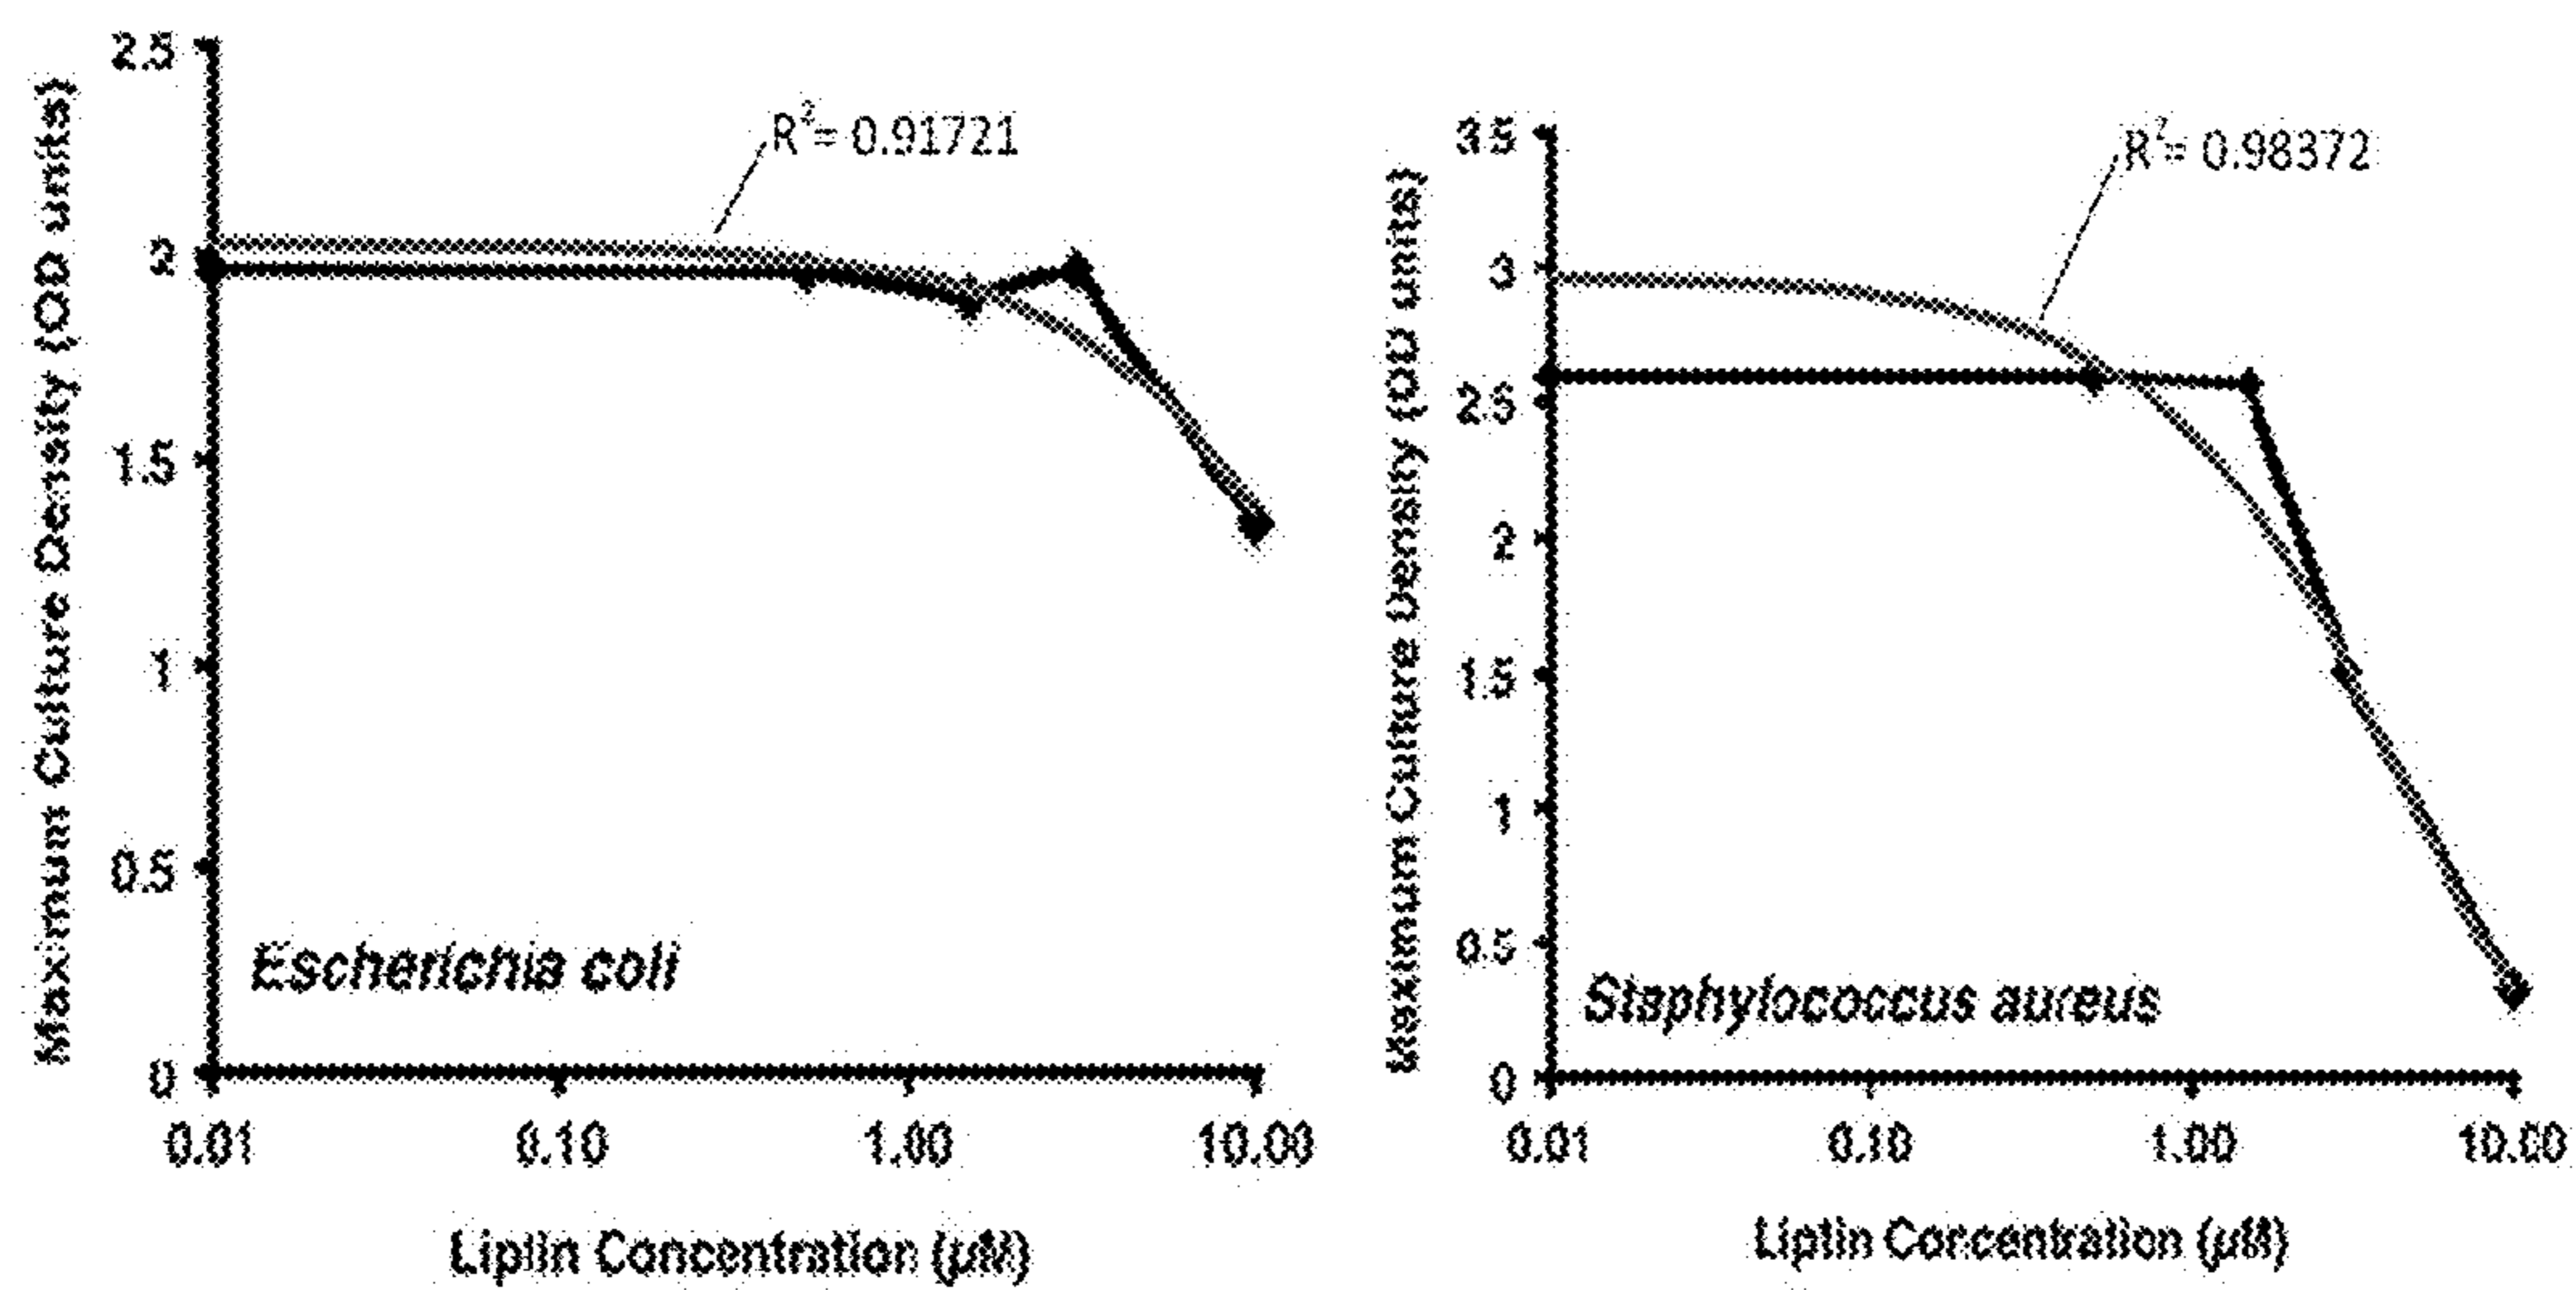 Maximum Culture Density (OD units)
2.5
2
1.5
1
0.5
0
R²= 0.91721
Escherichia coli
0.01 0.10 1.00 10.00
Liptin Concentration (µM)
Maximum Culture Density (OD units)
3.5
3
2.5
2
1.5
1
0.5
0
R²= 0.98372
Staphylococcus aureus
0.01 0.10 1.00 10.00
Liptin Concentration (µM)